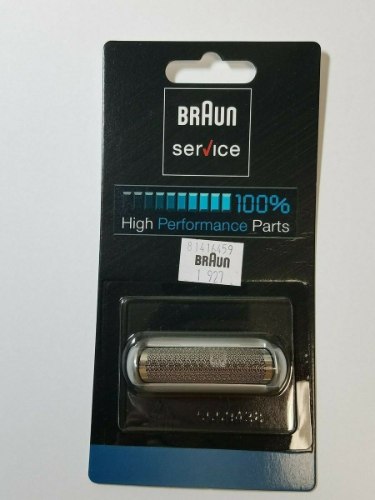 BRAUN
service
100%
High Performance Parts
81416459
BRAUN
1 927